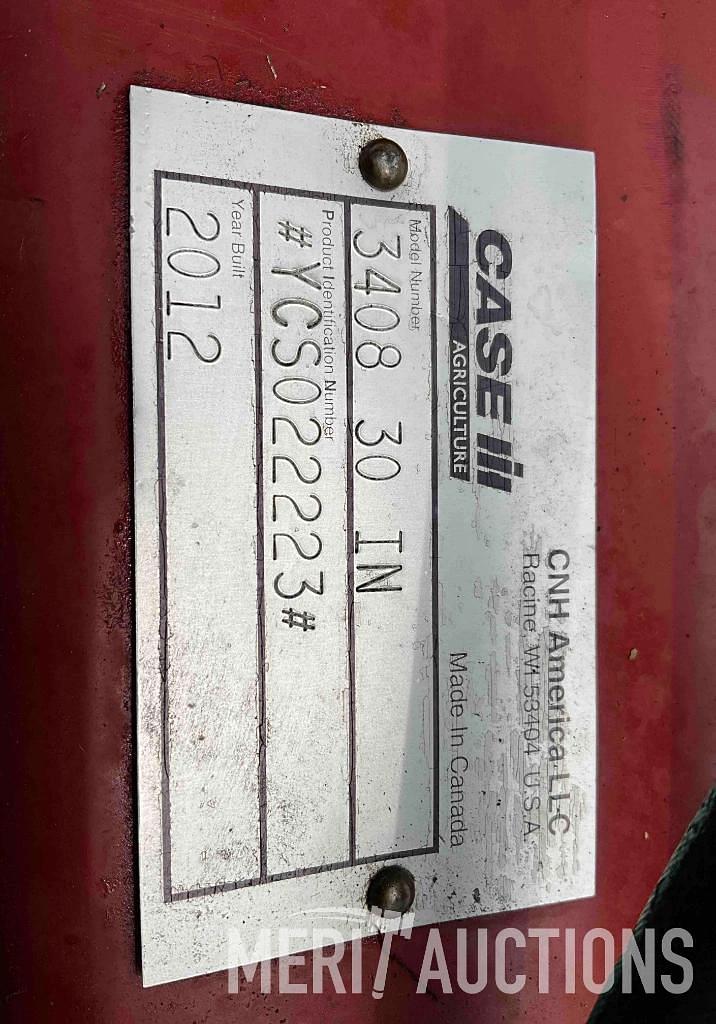 CASE IH
AGRICULTURE
CNH America LLC
Racine, WI 53404 U.S.A.
Made In Canada
Model Number
3408 30 IN
Product Identification Number
#YCS022223#
Year Built
2012
MERIT AUCTIONS